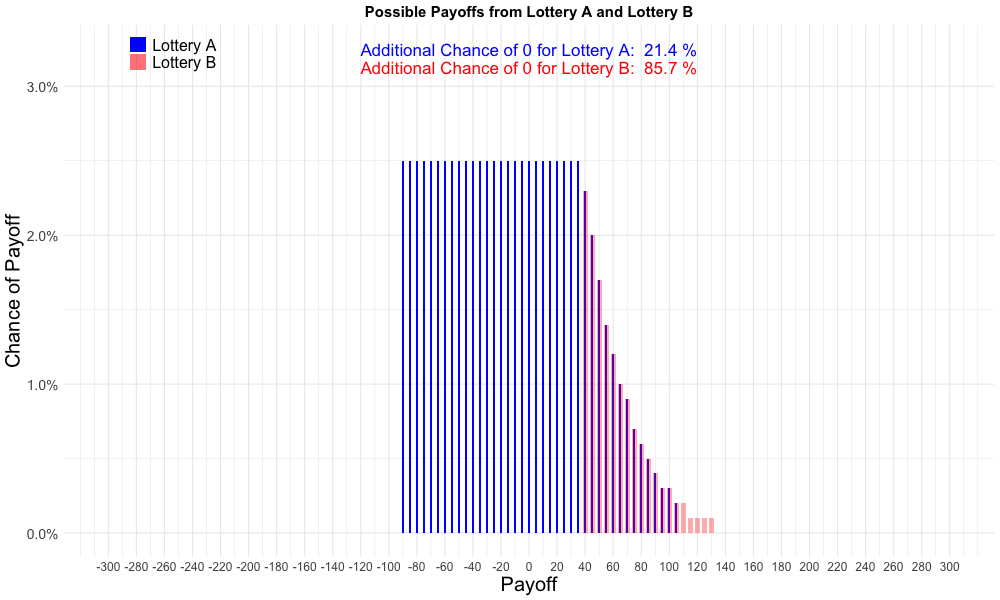 Possible Payoffs from Lottery A and Lottery B
Lottery A
Lottery B
Additional Chance of 0 for Lottery A:  21.4 %
Additional Chance of 0 for Lottery B:  85.7 %
Chance of Payoff
3.0%
2.0%
1.0%
0.0%
-300 -280 -260 -240 -220 -200 -180 -160 -140 -120 -100 -80 -60 -40 -20 0 20 40 60 80 100 120 140 160 180 200 220 240 260 280 300
Payoff